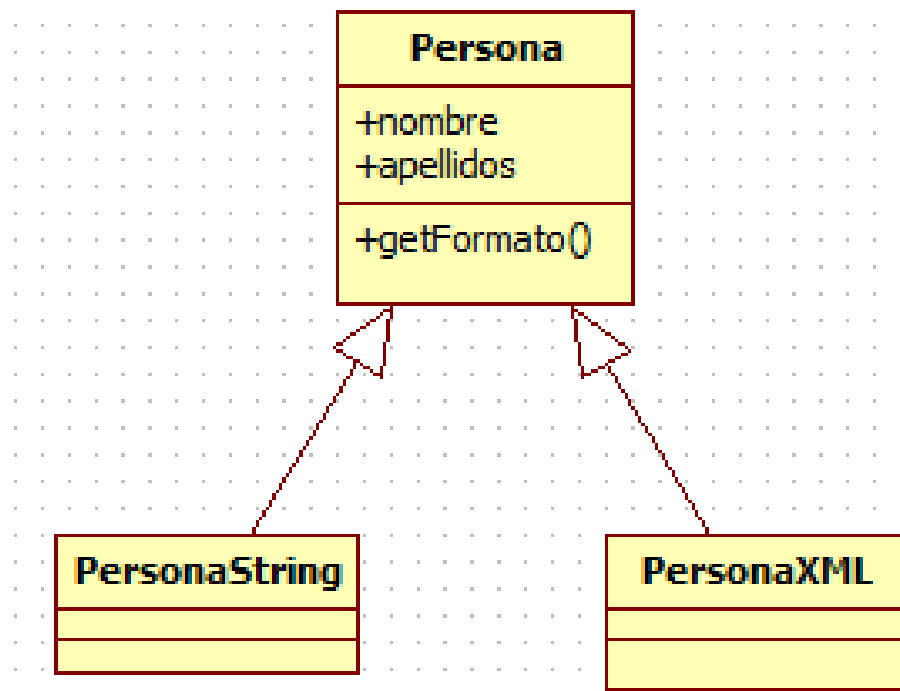 Persona
+nombre
+apellidos
+getFormato()
PersonaString
PersonaXML